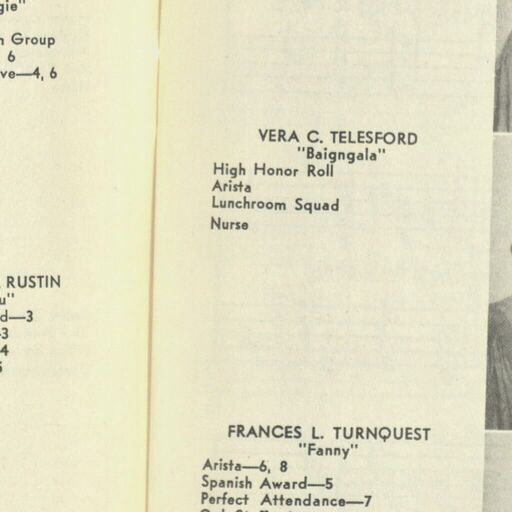 gie"
n Group
6
ve—4, 6
RUSTIN
u"
d—3
-3
4
5
VERA C. TELESFORD
"Baigngala"
High Honor Roll
Arista
Lunchroom Squad
Nurse
FRANCES L. TURNQUEST
"Fanny"
Arista—6, 8
Spanish Award—5
Perfect Attendance—7